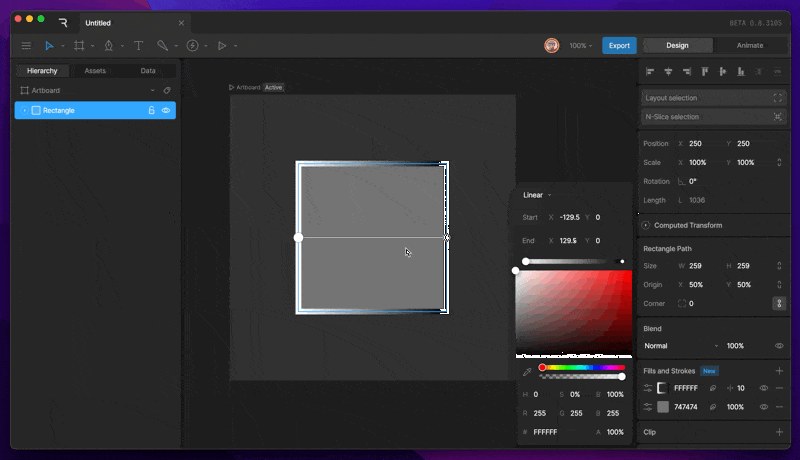 Untitled
BETA 0.8.3105
100%
Export
Design
Animate
Hierarchy
Assets
Data
Artboard
Rectangle
Artboard
Active
Linear
Start X -129.5 Y 0
End X 129.5 Y 0
H 0 S 0% B 100%
R 255 G 255 B 255
# FFFFFF A 100%
Layout selection
N-Slice selection
Position X 250 Y 250
Scale X 100% Y 100%
Rotation 0°
Length L 1036
Computed Transform
Rectangle Path
Size W 259 H 259
Origin X 50% Y 50%
Corner 0
Blend
Normal 100%
Fills and Strokes New
FFFFFF 10
747474 100%
Clip